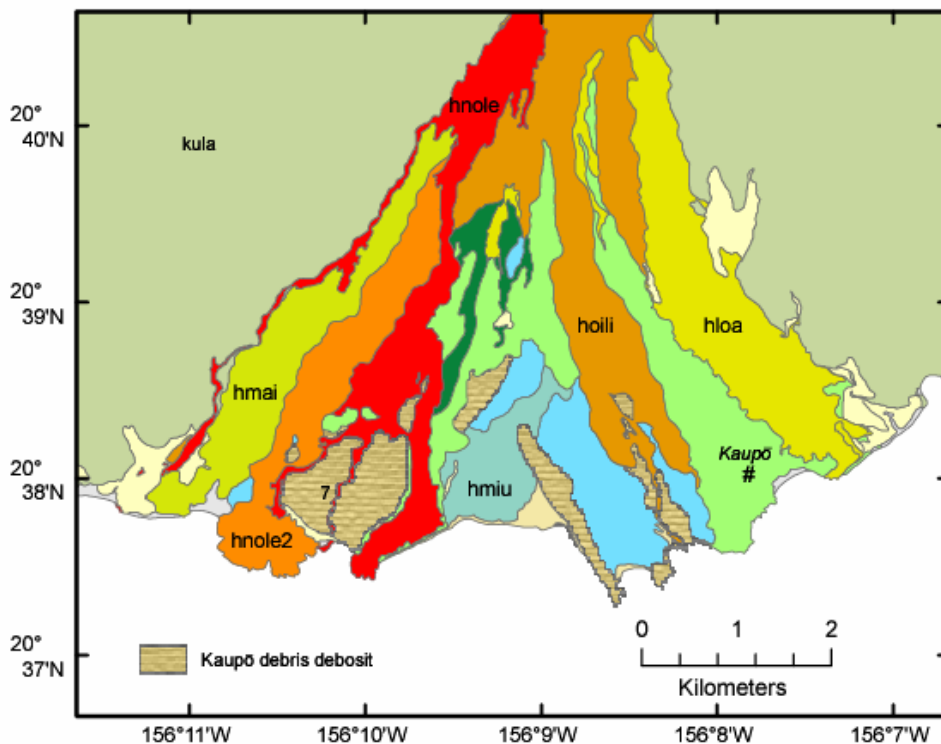 20°
40'N
hnole
kula
20°
39'N
hoili
hloa
hmai
20°
38'N
Kaupō
#
7
hmiu
hnole2
0 1 2
Kilometers
Kaupō debris debosit
20°
37'N
156°11'W 156°10'W 156°9'W 156°8'W 156°7'W